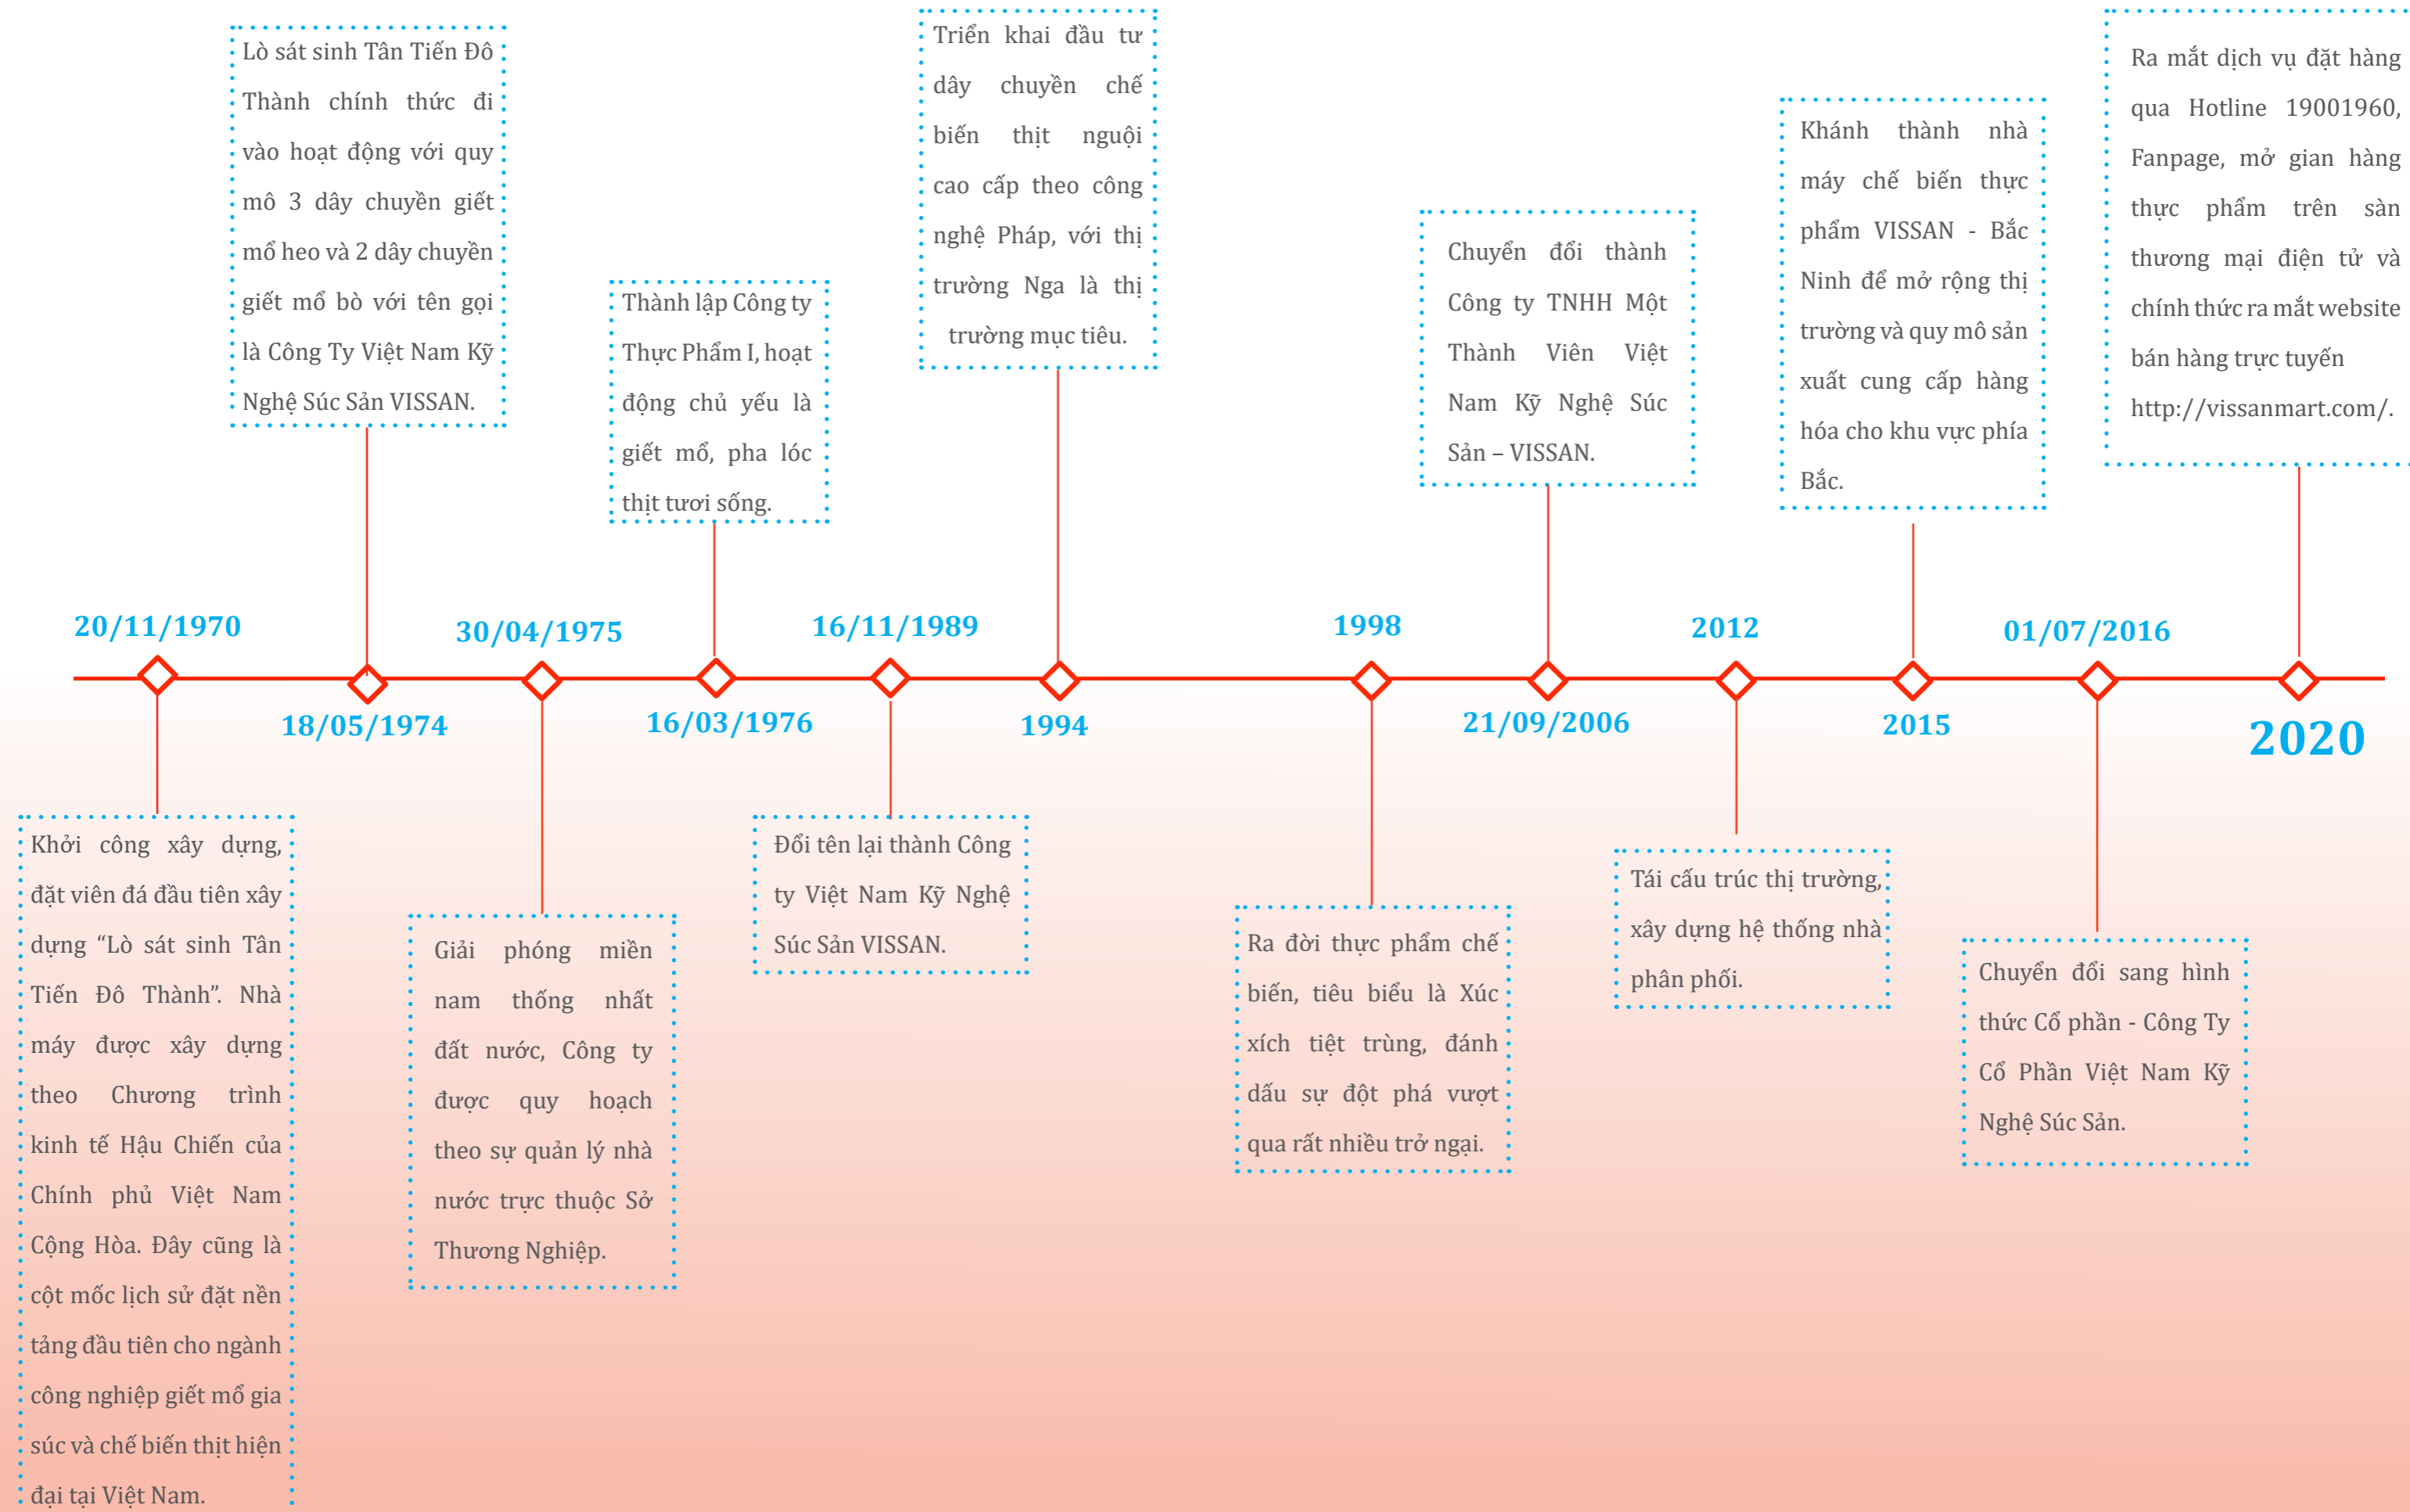 20/11/1970
Khởi công xây dựng,
đặt viên đá đầu tiên xây
dựng “Lò sát sinh Tân
Tiến Đô Thành”. Nhà
máy được xây dựng
theo Chương trình
kinh tế Hậu Chiến của
Chính phủ Việt Nam
Cộng Hòa. Đây cũng là
cột mốc lịch sử đặt nền
tảng đầu tiên cho ngành
công nghiệp giết mổ gia
súc và chế biến thịt hiện
đại tại Việt Nam.
Lò sát sinh Tân Tiến Đô
Thành chính thức đi
vào hoạt động với quy
mô 3 dây chuyền giết
mổ heo và 2 dây chuyền
giết mổ bò với tên gọi
là Công Ty Việt Nam Kỹ
Nghệ Súc Sản VISSAN.
18/05/1974
30/04/1975
Giải phóng miền
nam thống nhất
đất nước, Công ty
được quy hoạch
theo sự quản lý nhà
nước trực thuộc Sở
Thương Nghiệp.
Thành lập Công ty
Thực Phẩm I, hoạt
động chủ yếu là
giết mổ, pha lóc
thịt tươi sống.
16/03/1976
16/11/1989
Đổi tên lại thành Công
ty Việt Nam Kỹ Nghệ
Súc Sản VISSAN.
Triển khai đầu tư
dây chuyền chế
biến thịt nguội
cao cấp theo công
nghệ Pháp, với thị
trường Nga là thị
trường mục tiêu.
1994
1998
Ra đời thực phẩm chế
biến, tiêu biểu là Xúc
xích tiệt trùng, đánh
dấu sự đột phá vượt
qua rất nhiều trở ngại.
Chuyển đổi thành
Công ty TNHH Một
Thành Viên Việt
Nam Kỹ Nghệ Súc
Sản – VISSAN.
21/09/2006
2012
Tái cấu trúc thị trường,
xây dựng hệ thống nhà
phân phối.
Khánh thành nhà
máy chế biến thực
phẩm VISSAN - Bắc
Ninh để mở rộng thị
trường và quy mô sản
xuất cung cấp hàng
hóa cho khu vực phía
Bắc.
2015
01/07/2016
Chuyển đổi sang hình
thức Cổ phần - Công Ty
Cổ Phần Việt Nam Kỹ
Nghệ Súc Sản.
Ra mắt dịch vụ đặt hàng
qua Hotline 19001960,
Fanpage, mở gian hàng
thực phẩm trên sàn
thương mại điện tử và
chính thức ra mắt website
bán hàng trực tuyến
http://vissanmart.com/.
2020